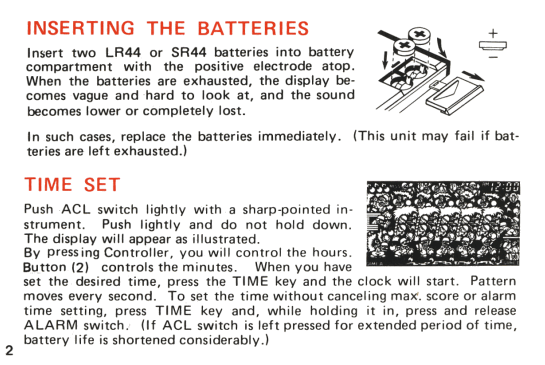 INSERTING THE BATTERIES
Insert two LR44 or SR44 batteries into battery
compartment with the positive electrode atop.
When the batteries are exhausted, the display be-
comes vague and hard to look at, and the sound
becomes lower or completely lost.
+
−
In such cases, replace the batteries immediately. (This unit may fail if bat-
teries are left exhausted.)
TIME SET
Push ACL switch lightly with a sharp-pointed in-
strument. Push lightly and do not hold down.
The display will appear as illustrated.
By pressing Controller, you will control the hours.
Button (2) controls the minutes. When you have
set the desired time, press the TIME key and the clock will start. Pattern
moves every second. To set the time without canceling max. score or alarm
time setting, press TIME key and, while holding it in, press and release
ALARM switch. (If ACL switch is left pressed for extended period of time,
battery life is shortened considerably.)
2